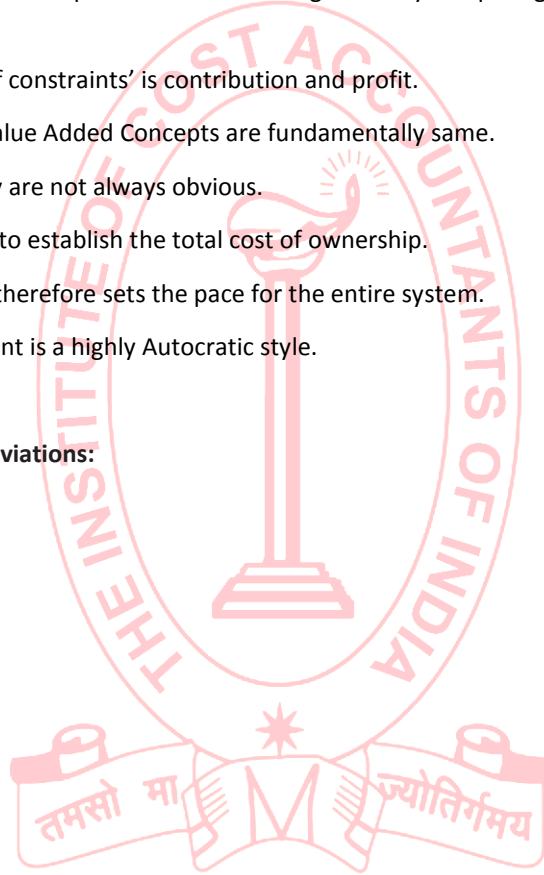 f constraints' is contribution and profit.
alue Added Concepts are fundamentally same.
y are not always obvious.
to establish the total cost of ownership.
therefore sets the pace for the entire system.
nt is a highly Autocratic style.
viations:
THE INSTITUTE OF COST ACCOUNTANTS OF INDIA
तमसो मा ज्योतिर्गमय